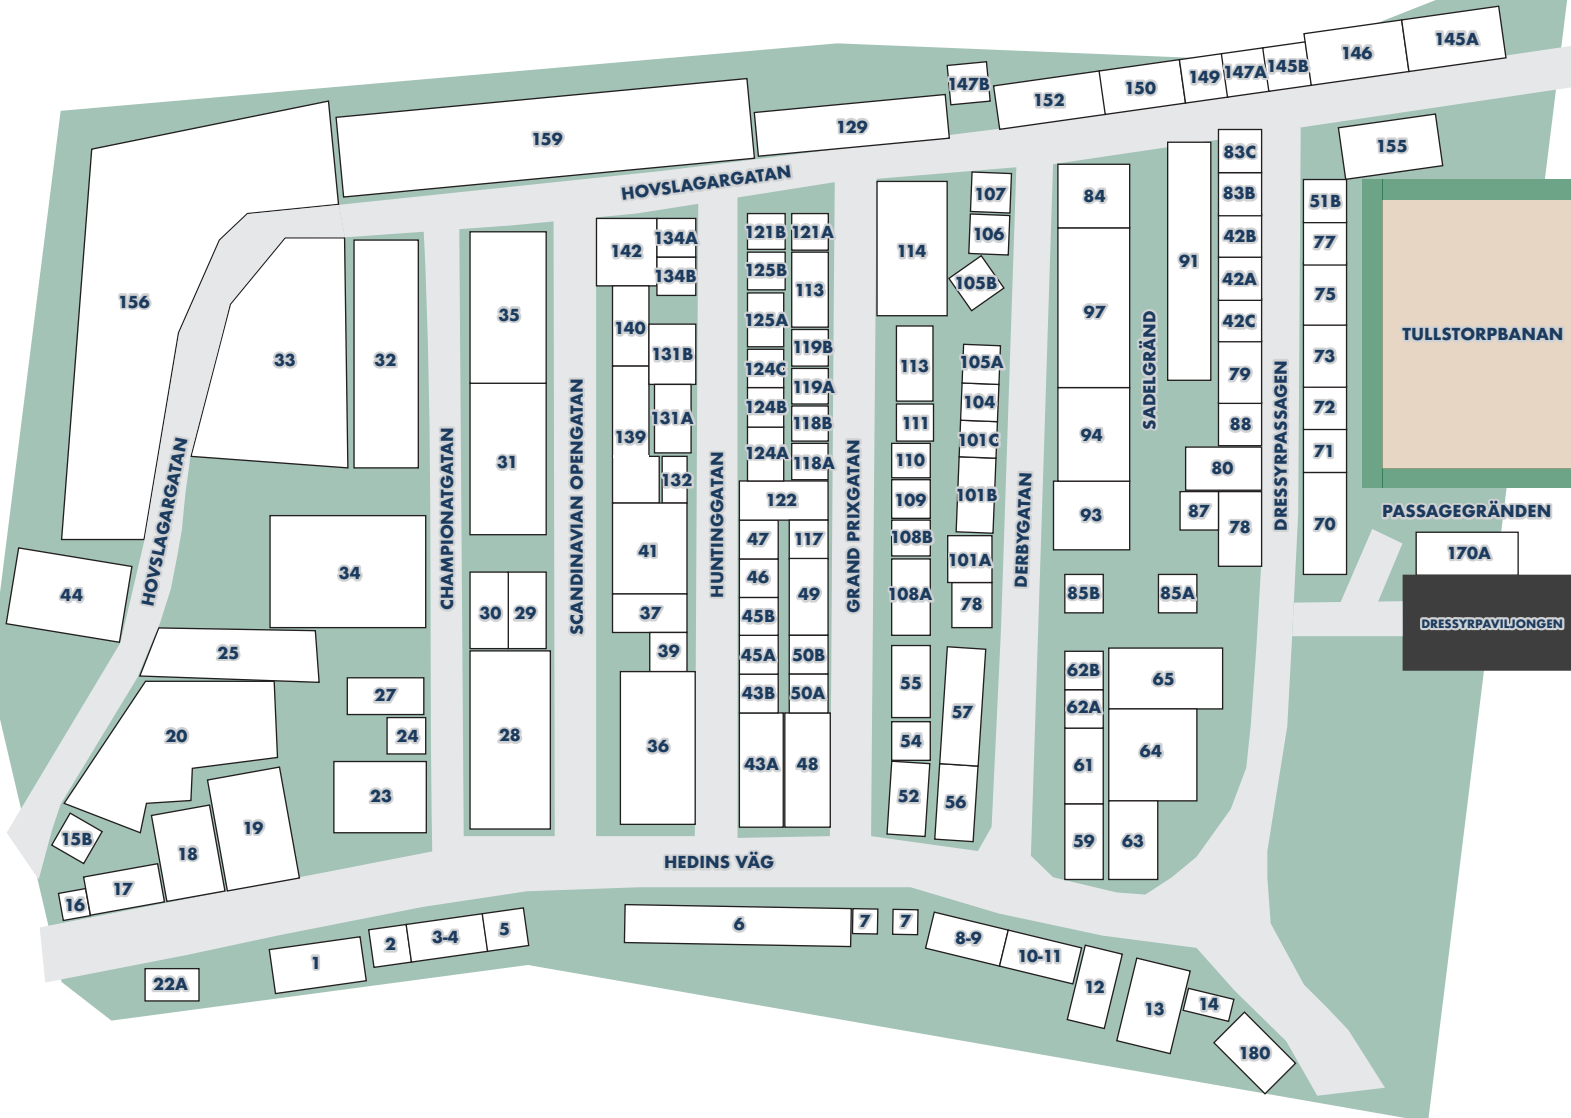 145A
146
145B
147A
149
150
152
147B
129
159
155
83C
HOVSLAGARGATAN
107
84
83B
51B
106
42B
77
121B
121A
134A
142
114
91
156
125B
134B
42A
105B
113
75
35
97
125A
42C
140
TULLSTORPBANAN
119B
131B
73
33
32
105A
113
124C
SADELGRÄND
79
119A
104
124B
72
131A
118B
111
88
139
94
101C
71
31
124A
118A
110
80
132
101B
122
109
87
93
PASSAGEGRÄNDEN
70
78
47
117
108B
HOVSLAGARGATAN
CHAMPIONATGATAN
SCANDINAVIAN OPENGATAN
HUNTINGGATAN
GRAND PRIXGATAN
DERBYGATAN
DRESSYRPASSAGEN
41
170A
101A
34
46
44
49
108A
85B
85A
78
30
29
37
45B
DRESSYRPAVILJONGEN
25
39
45A
50B
62B
65
55
27
43B
50A
62A
57
20
24
28
36
54
64
43A
48
61
23
52
56
19
15B
18
59
63
HEDINS VÄG
17
16
6
7
7
5
3-4
2
8-9
10-11
1
22A
12
13
14
180